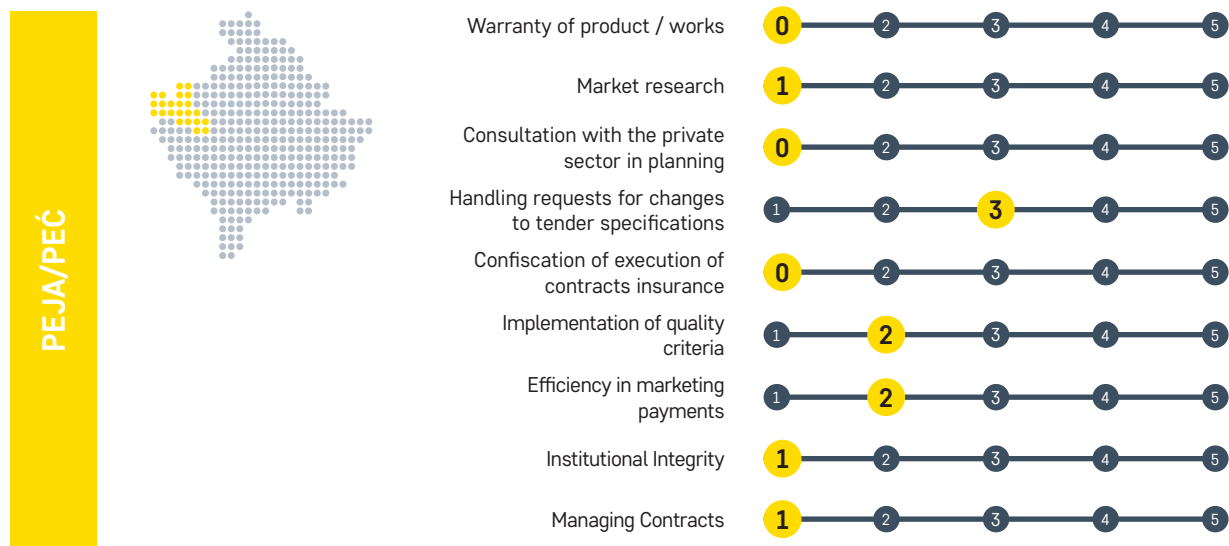 PEJA/PEĆ
Warranty of product / works
0 2 3 4 5
Market research
1 2 3 4 5
Consultation with the private
sector in planning
0 2 3 4 5
Handling requests for changes
to tender specifications
1 2 3 4 5
Confiscation of execution of
contracts insurance
0 2 3 4 5
Implementation of quality
criteria
1 2 3 4 5
Efficiency in marketing
payments
1 2 3 4 5
Institutional Integrity
1 2 3 4 5
Managing Contracts
1 2 3 4 5